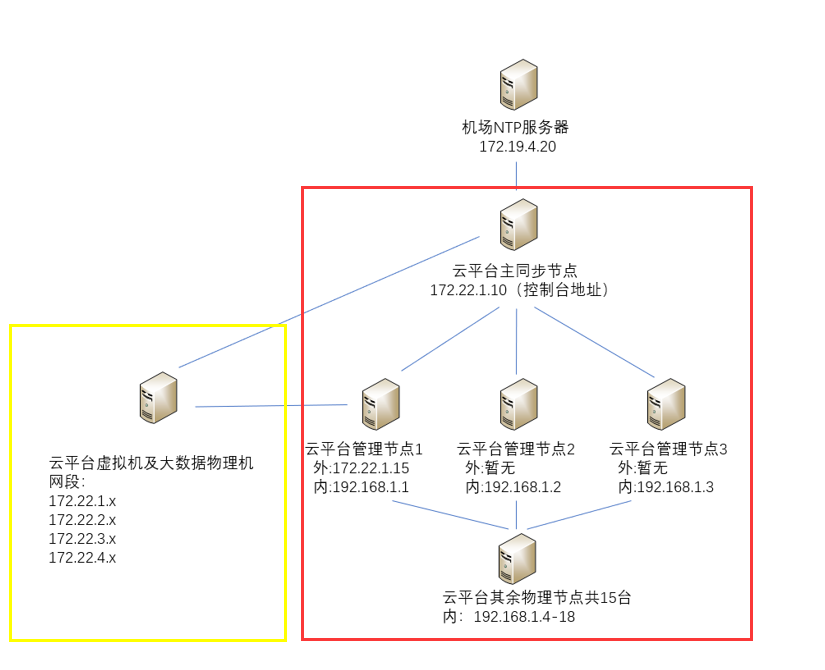 机场NTP服务器
172.19.4.20
云平台主同步节点
172.22.1.10（控制台地址）
云平台管理节点1
外:172.22.1.15
内:192.168.1.1
云平台管理节点2
外:暂无
内:192.168.1.2
云平台管理节点3
外:暂无
内:192.168.1.3
云平台虚拟机及大数据物理机
网段：
172.22.1.x
172.22.2.x
172.22.3.x
172.22.4.x
云平台其余物理节点共15台
内： 192.168.1.4-18